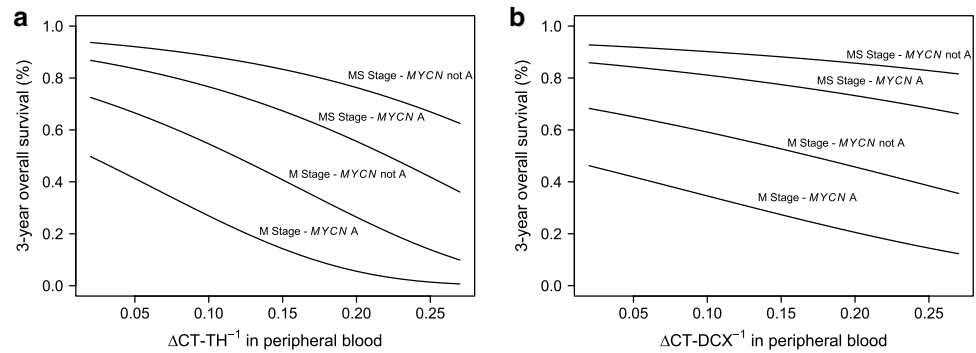 a
3-year overall survival (%)
1.0
0.8
0.6
0.4
0.2
0.0
MS Stage - MYCN not A
MS Stage - MYCN A
M Stage - MYCN not A
M Stage - MYCN A
0.05 0.10 0.15 0.20 0.25
ΔCT-TH⁻¹ in peripheral blood
b
3-year overall survival (%)
1.0
0.8
0.6
0.4
0.2
0.0
MS Stage - MYCN not A
MS Stage - MYCN A
M Stage - MYCN not A
M Stage - MYCN A
0.05 0.10 0.15 0.20 0.25
ΔCT-DCX⁻¹ in peripheral blood